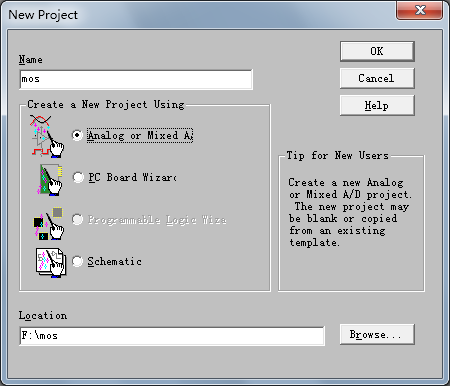 New Project
Name
mos
OK
Cancel
Help
Create a New Project Using
Analog or Mixed A
PC Board Wizard
Programmable Logic Wiza
Schematic
Tip for New Users
Create a new Analog
or Mixed A/D project.
The new project may
be blank or copied
from an existing
template.
Location
F:\mos
Browse...